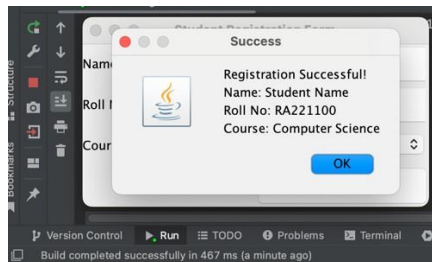 Student Registration Form
Success
Name
Registration Successful!
Name: Student Name
Roll No: RA221100
Course: Computer Science
Roll
Cour
OK
Structure
Bookmarks
Version Control
Run
TODO
Problems
Terminal
Build completed successfully in 467 ms (a minute ago)